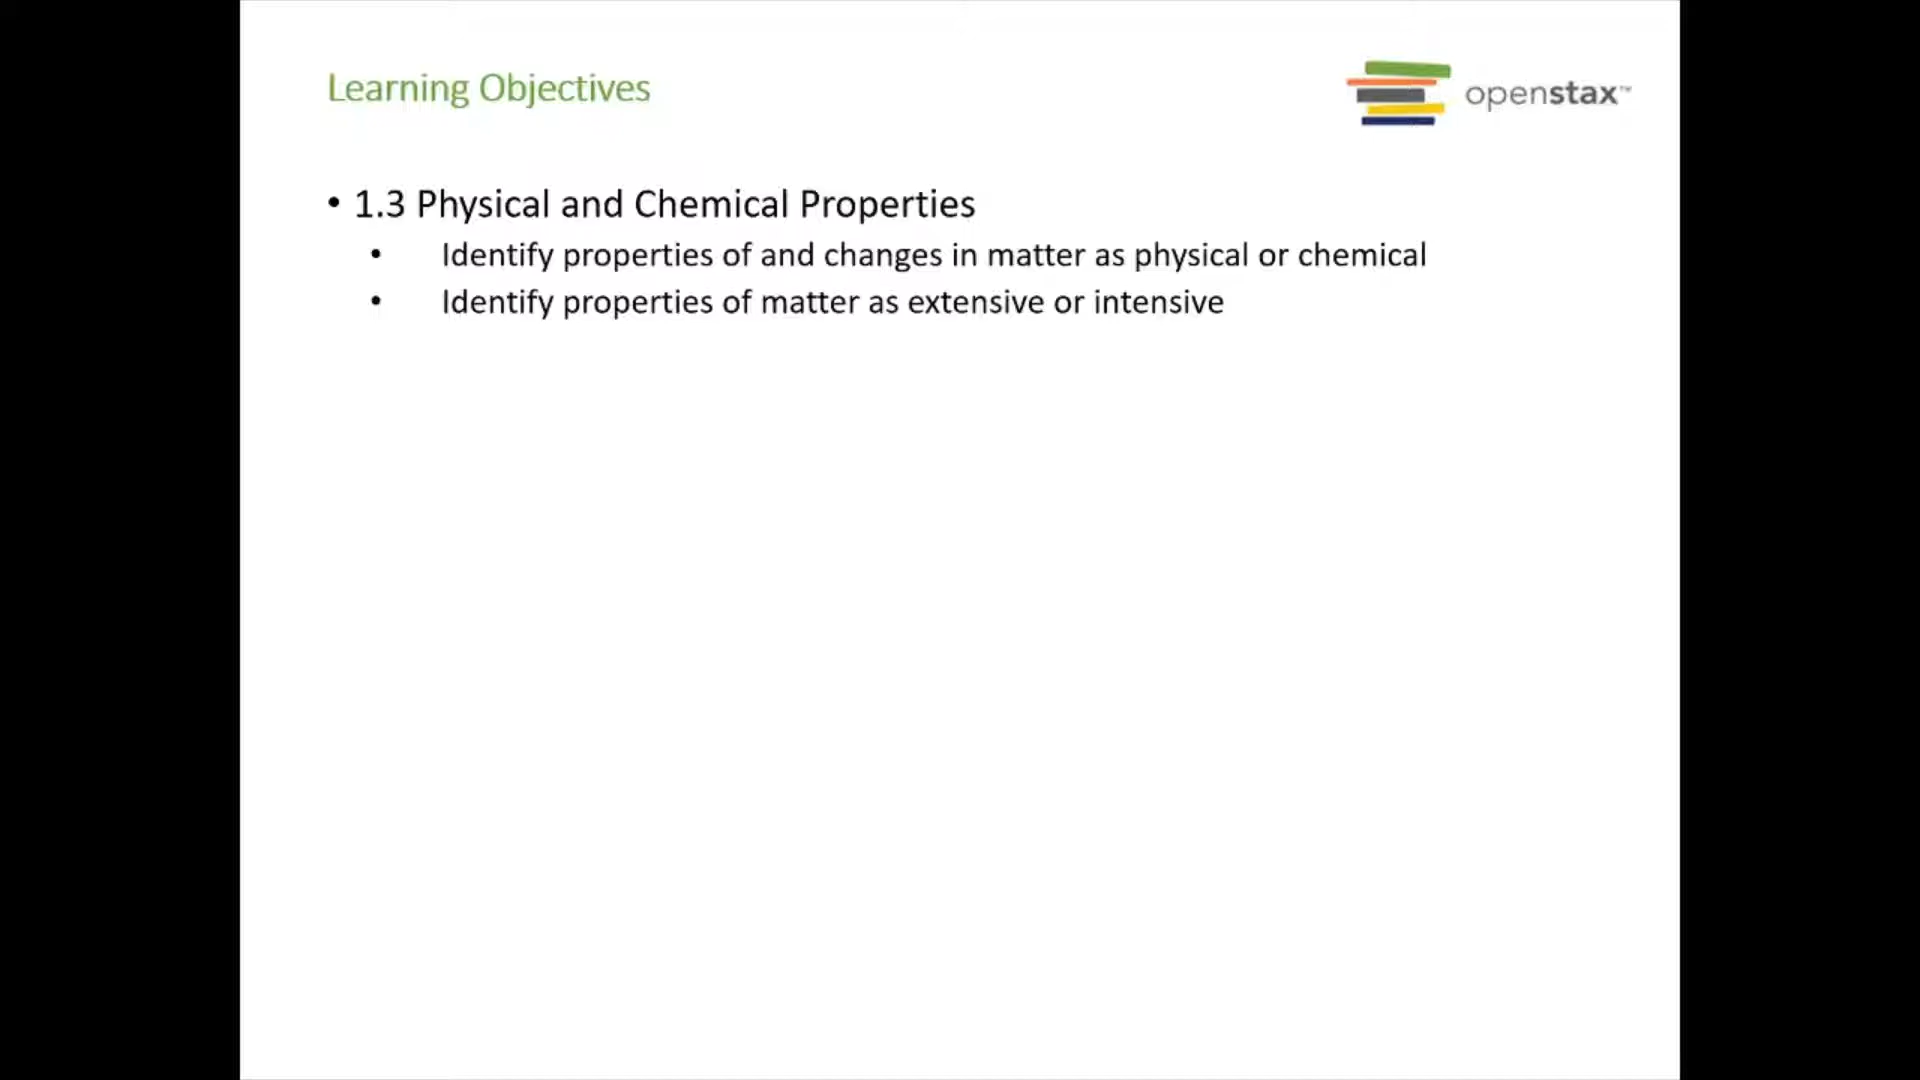 Learning Objectives
openstax™
• 1.3 Physical and Chemical Properties
• Identify properties of and changes in matter as physical or chemical
• Identify properties of matter as extensive or intensive